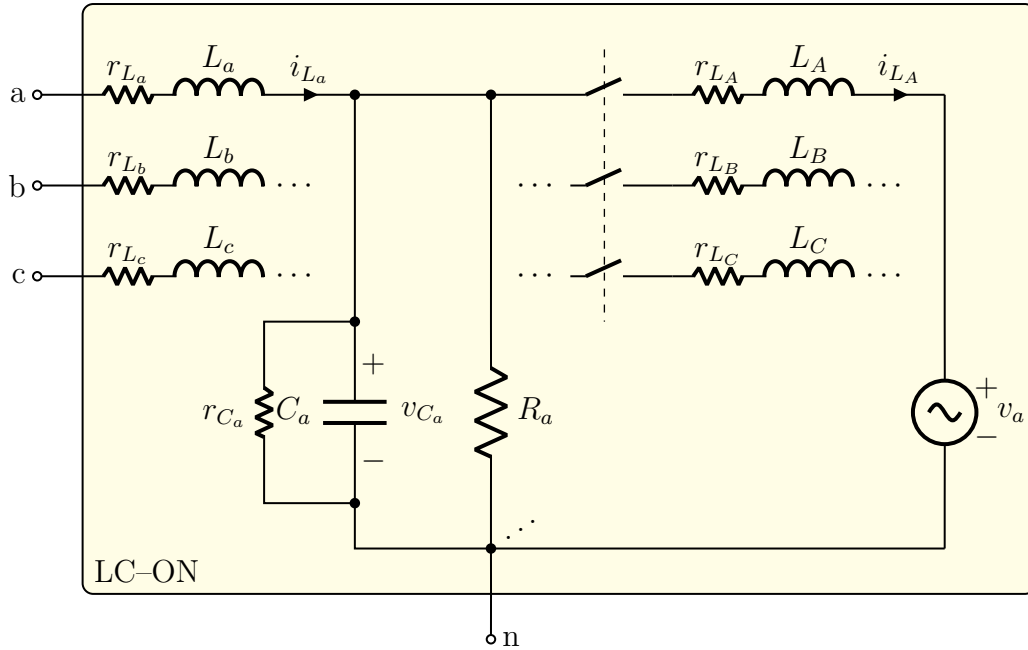 L_a i_{L_a} L_A i_{L_A}
a r_{L_a} r_{L_A}
L_b L_B
b r_{L_b} ... ... r_{L_B} ...
L_c L_C
c r_{L_c} ... ... r_{L_C} ...
+
r_{C_a} C_a v_{C_a} R_a + v_a −
−
...
LC–ON
n